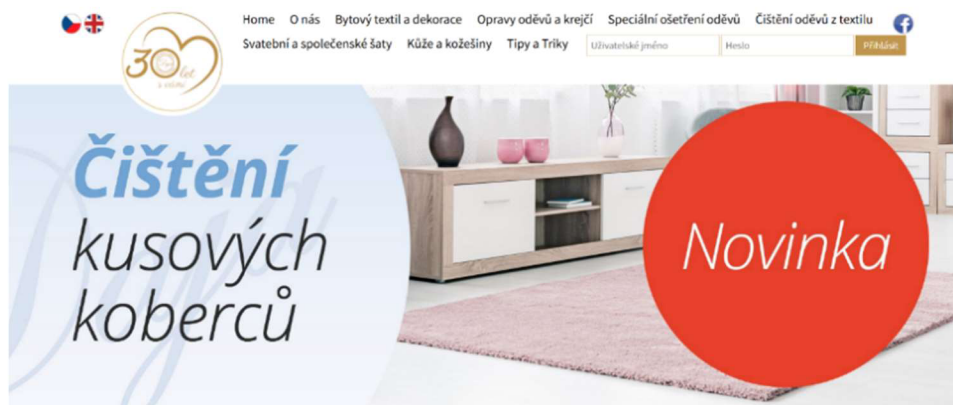 Home O nás Bytový textil a dekorace Opravy oděvů a krejčí Speciální ošetření oděvů Čištění oděvů z textilu
Svatební a společenské šaty Kůže a kožešiny Tipy a Triky Uživatelské jméno Heslo Přihlásit
30 let
s vámi
Čištění
kusových
koberců
Novinka